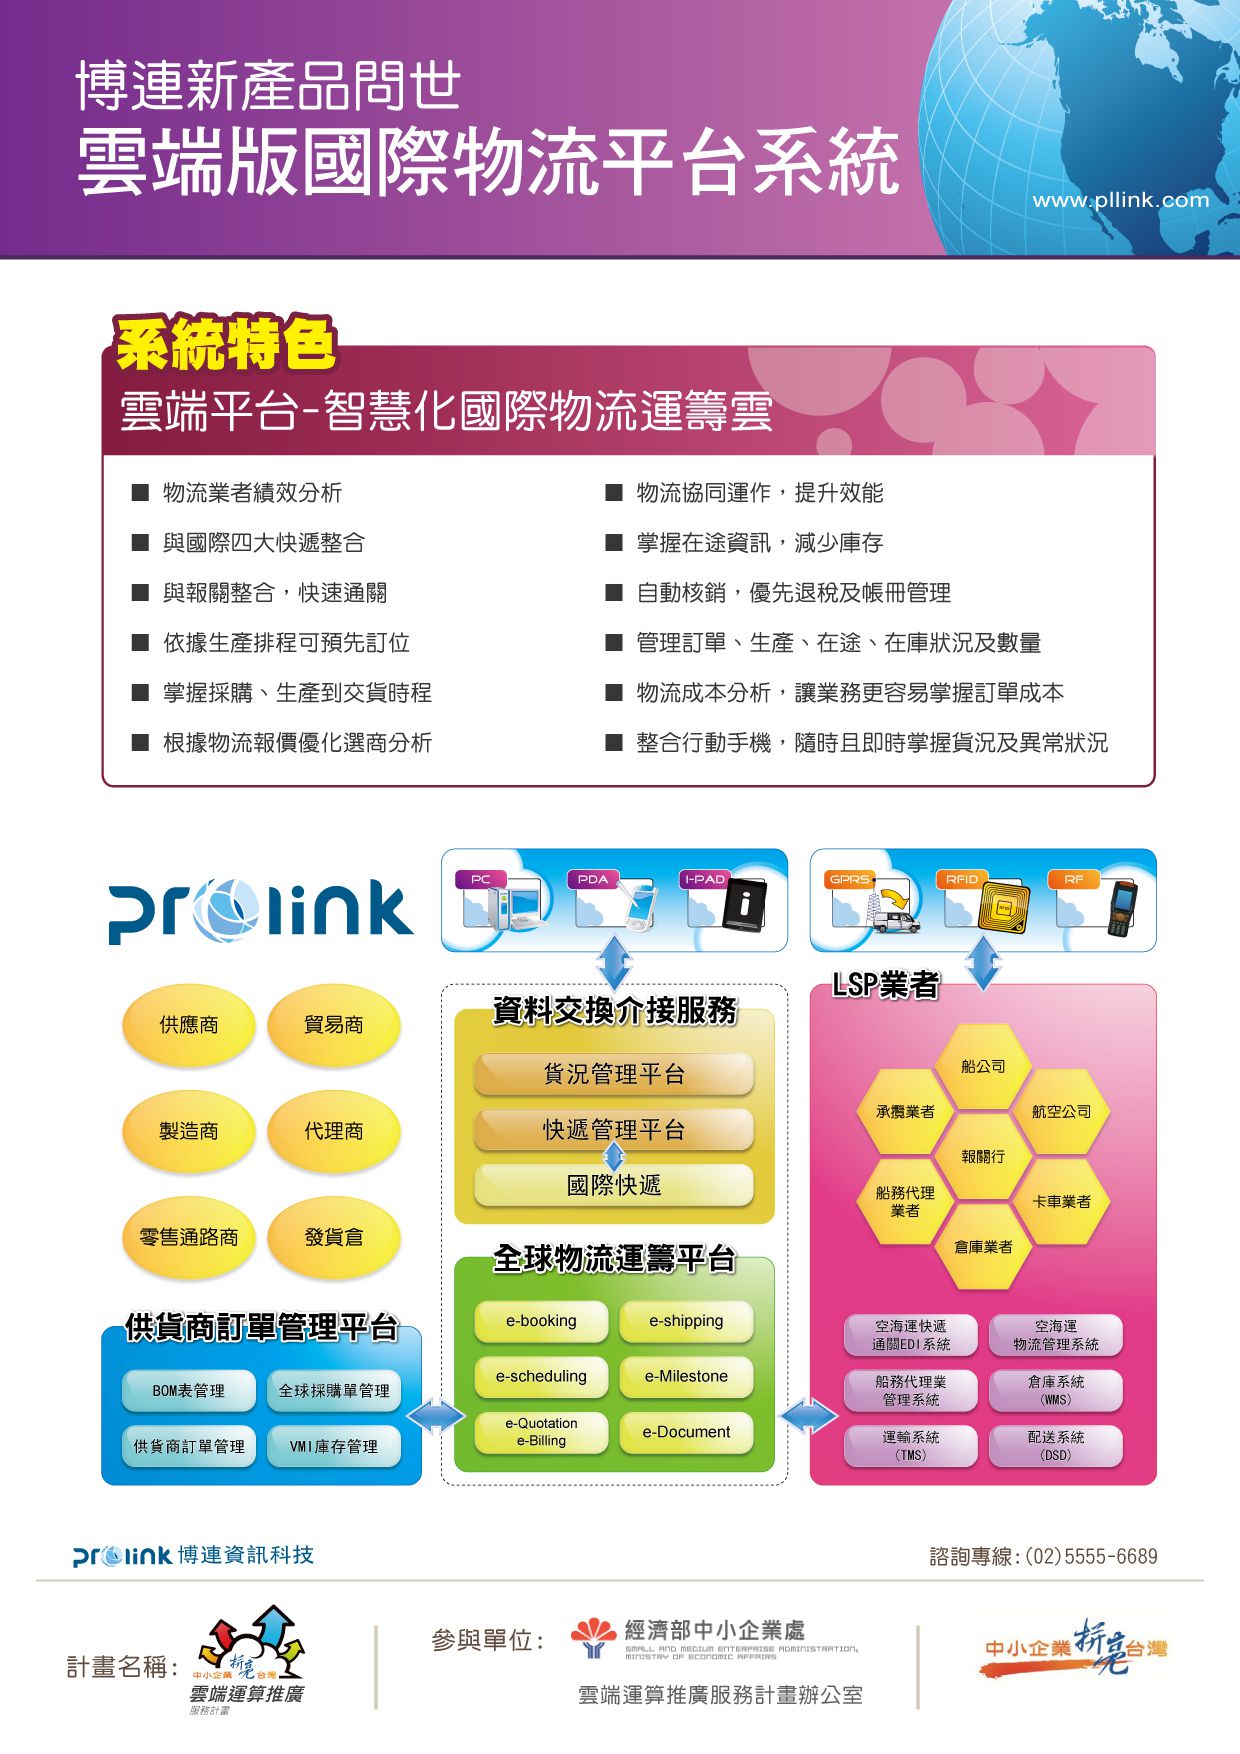 博連新產品問世
雲端版國際物流平台系統
www.pllink.com
系統特色
雲端平台-智慧化國際物流運籌雲
■ 物流業者績效分析
■ 與國際四大快遞整合
■ 與報關整合，快速通關
■ 依據生產排程可預先訂位
■ 掌握採購、生產到交貨時程
■ 根據物流報價優化選商分析
■ 物流協同運作，提升效能
■ 掌握在途資訊，減少庫存
■ 自動核銷，優先退稅及帳冊管理
■ 管理訂單、生產、在途、在庫狀況及數量
■ 物流成本分析，讓業務更容易掌握訂單成本
■ 整合行動手機，隨時且即時掌握貨況及異常狀況
prolink
供應商
貿易商
製造商
代理商
零售通路商
發貨倉
供貨商訂單管理平台
BOM表管理
全球採購單管理
供貨商訂單管理
VMI庫存管理
PC
PDA
I-PAD
資料交換介接服務
貨況管理平台
快遞管理平台
國際快遞
全球物流運籌平台
e-booking
e-shipping
e-scheduling
e-Milestone
e-Quotation
e-Billing
e-Document
GPRS
RFID
RF
LSP業者
船公司
承攬業者
航空公司
報關行
船務代理
業者
卡車業者
倉庫業者
空海運快遞
通關EDI系統
空海運
物流管理系統
船務代理業
管理系統
倉庫系統
(WMS)
運輸系統
(TMS)
配送系統
(DSD)
prolink 博連資訊科技
諮詢專線:(02)5555-6689
計畫名稱:
中小企業拼亮台灣
雲端運算推廣
服務計畫
參與單位:
經濟部中小企業處
SMALL AND MEDIUM ENTERPRISE ADMINISTRATION,
MINISTRY OF ECONOMIC AFFAIRS
雲端運算推廣服務計畫辦公室
中小企業拼亮台灣